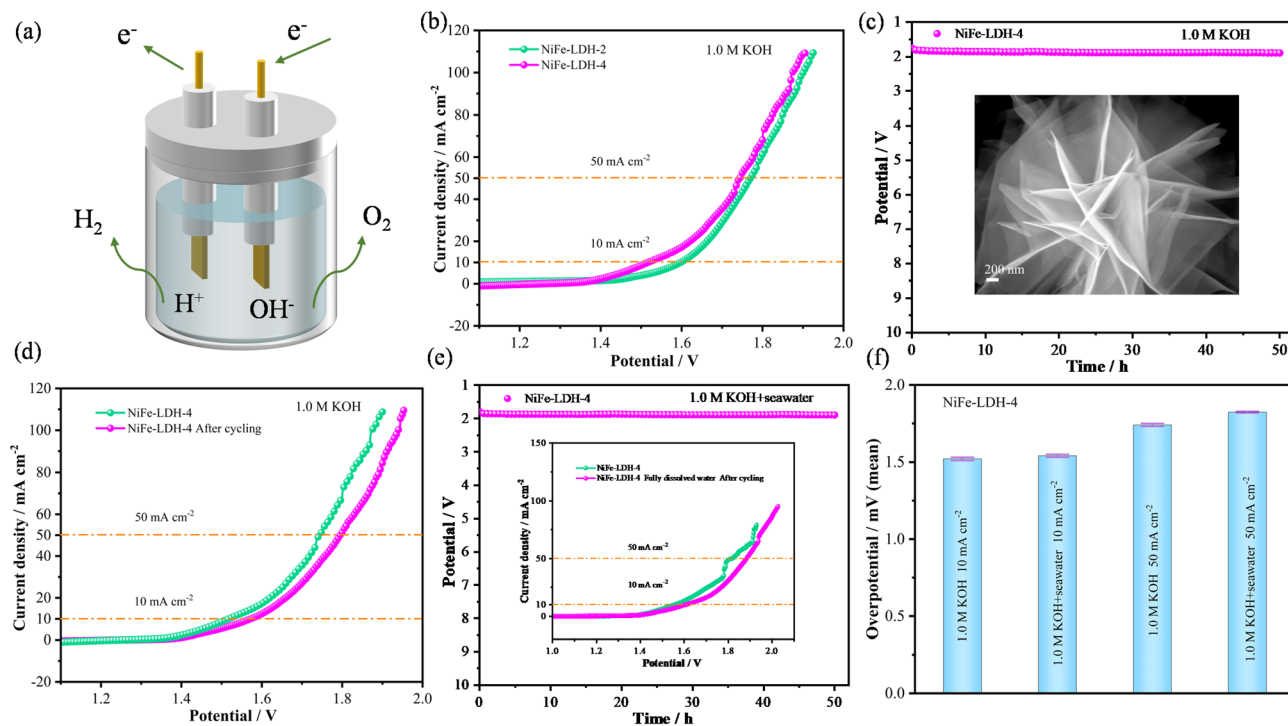 (a)
e⁻
e⁻
H₂
O₂
H⁺
OH⁻
(b)
120
100
80
60
50
40
20
10
0
-20
Current density / mA cm⁻²
NiFe-LDH-2
NiFe-LDH-4
1.0 M KOH
50 mA cm⁻²
10 mA cm⁻²
1.2
1.4
1.6
1.8
2.0
Potential / V
(c)
1
2
3
4
5
6
7
8
9
10
Potential / V
NiFe-LDH-4
1.0 M KOH
200 nm
0
10
20
30
40
50
Time / h
(d)
120
100
80
60
50
40
20
10
0
-20
Current density / mA cm⁻²
NiFe-LDH-4
NiFe-LDH-4 After cycling
1.0 M KOH
50 mA cm⁻²
10 mA cm⁻²
1.2
1.4
1.6
1.8
2.0
Potential / V
(e)
1
2
3
4
5
6
7
8
9
10
Potential / V
NiFe-LDH-4
1.0 M KOH+seawater
150
100
50
10
0
Current density / mA cm⁻²
NiFe-LDH-4
NiFe-LDH-4 Fully dissolved water After cycling
50 mA cm⁻²
10 mA cm⁻²
1.0
1.2
1.4
1.6
1.8
2.0
Potential / V
0
10
20
30
40
50
Time / h
(f)
2.0
1.5
1.0
0.5
0.0
Overpotential / mV (mean)
NiFe-LDH-4
1.0 M KOH 10 mA cm⁻²
1.0 M KOH+seawater 10 mA cm⁻²
1.0 M KOH 50 mA cm⁻²
1.0 M KOH+seawater 50 mA cm⁻²